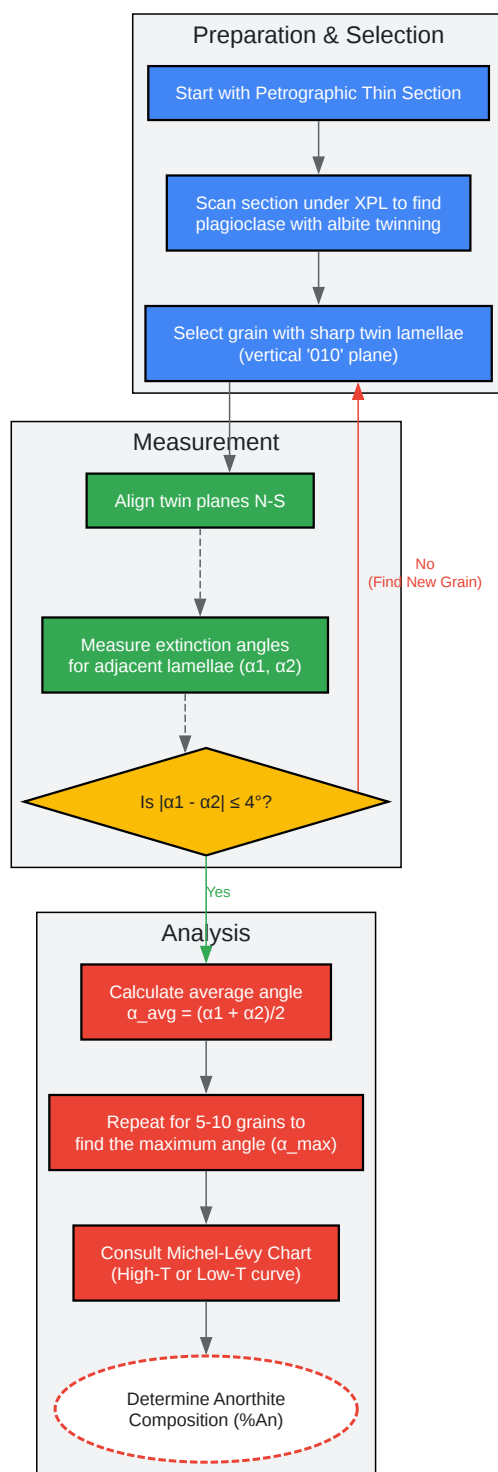 Preparation & Selection
Start with Petrographic Thin Section
Scan section under XPL to find
plagioclase with albite twinning
Select grain with sharp twin lamellae
(vertical '010' plane)
Measurement
Align twin planes N-S
No
(Find New Grain)
Measure extinction angles
for adjacent lamellae (α1, α2)
Is |α1 - α2| ≤ 4°?
Yes
Analysis
Calculate average angle
α_avg = (α1 + α2)/2
Repeat for 5-10 grains to
find the maximum angle (α_max)
Consult Michel-Lévy Chart
(High-T or Low-T curve)
Determine Anorthite
Composition (%An)